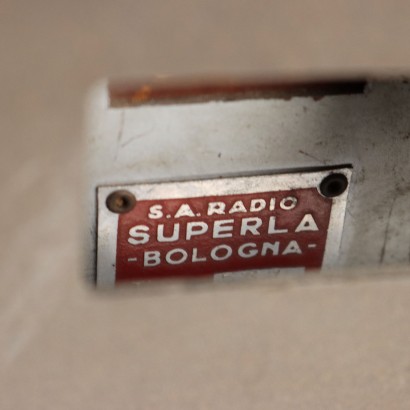 S.A. RADIO
SUPERLA
-BOLOGNA-